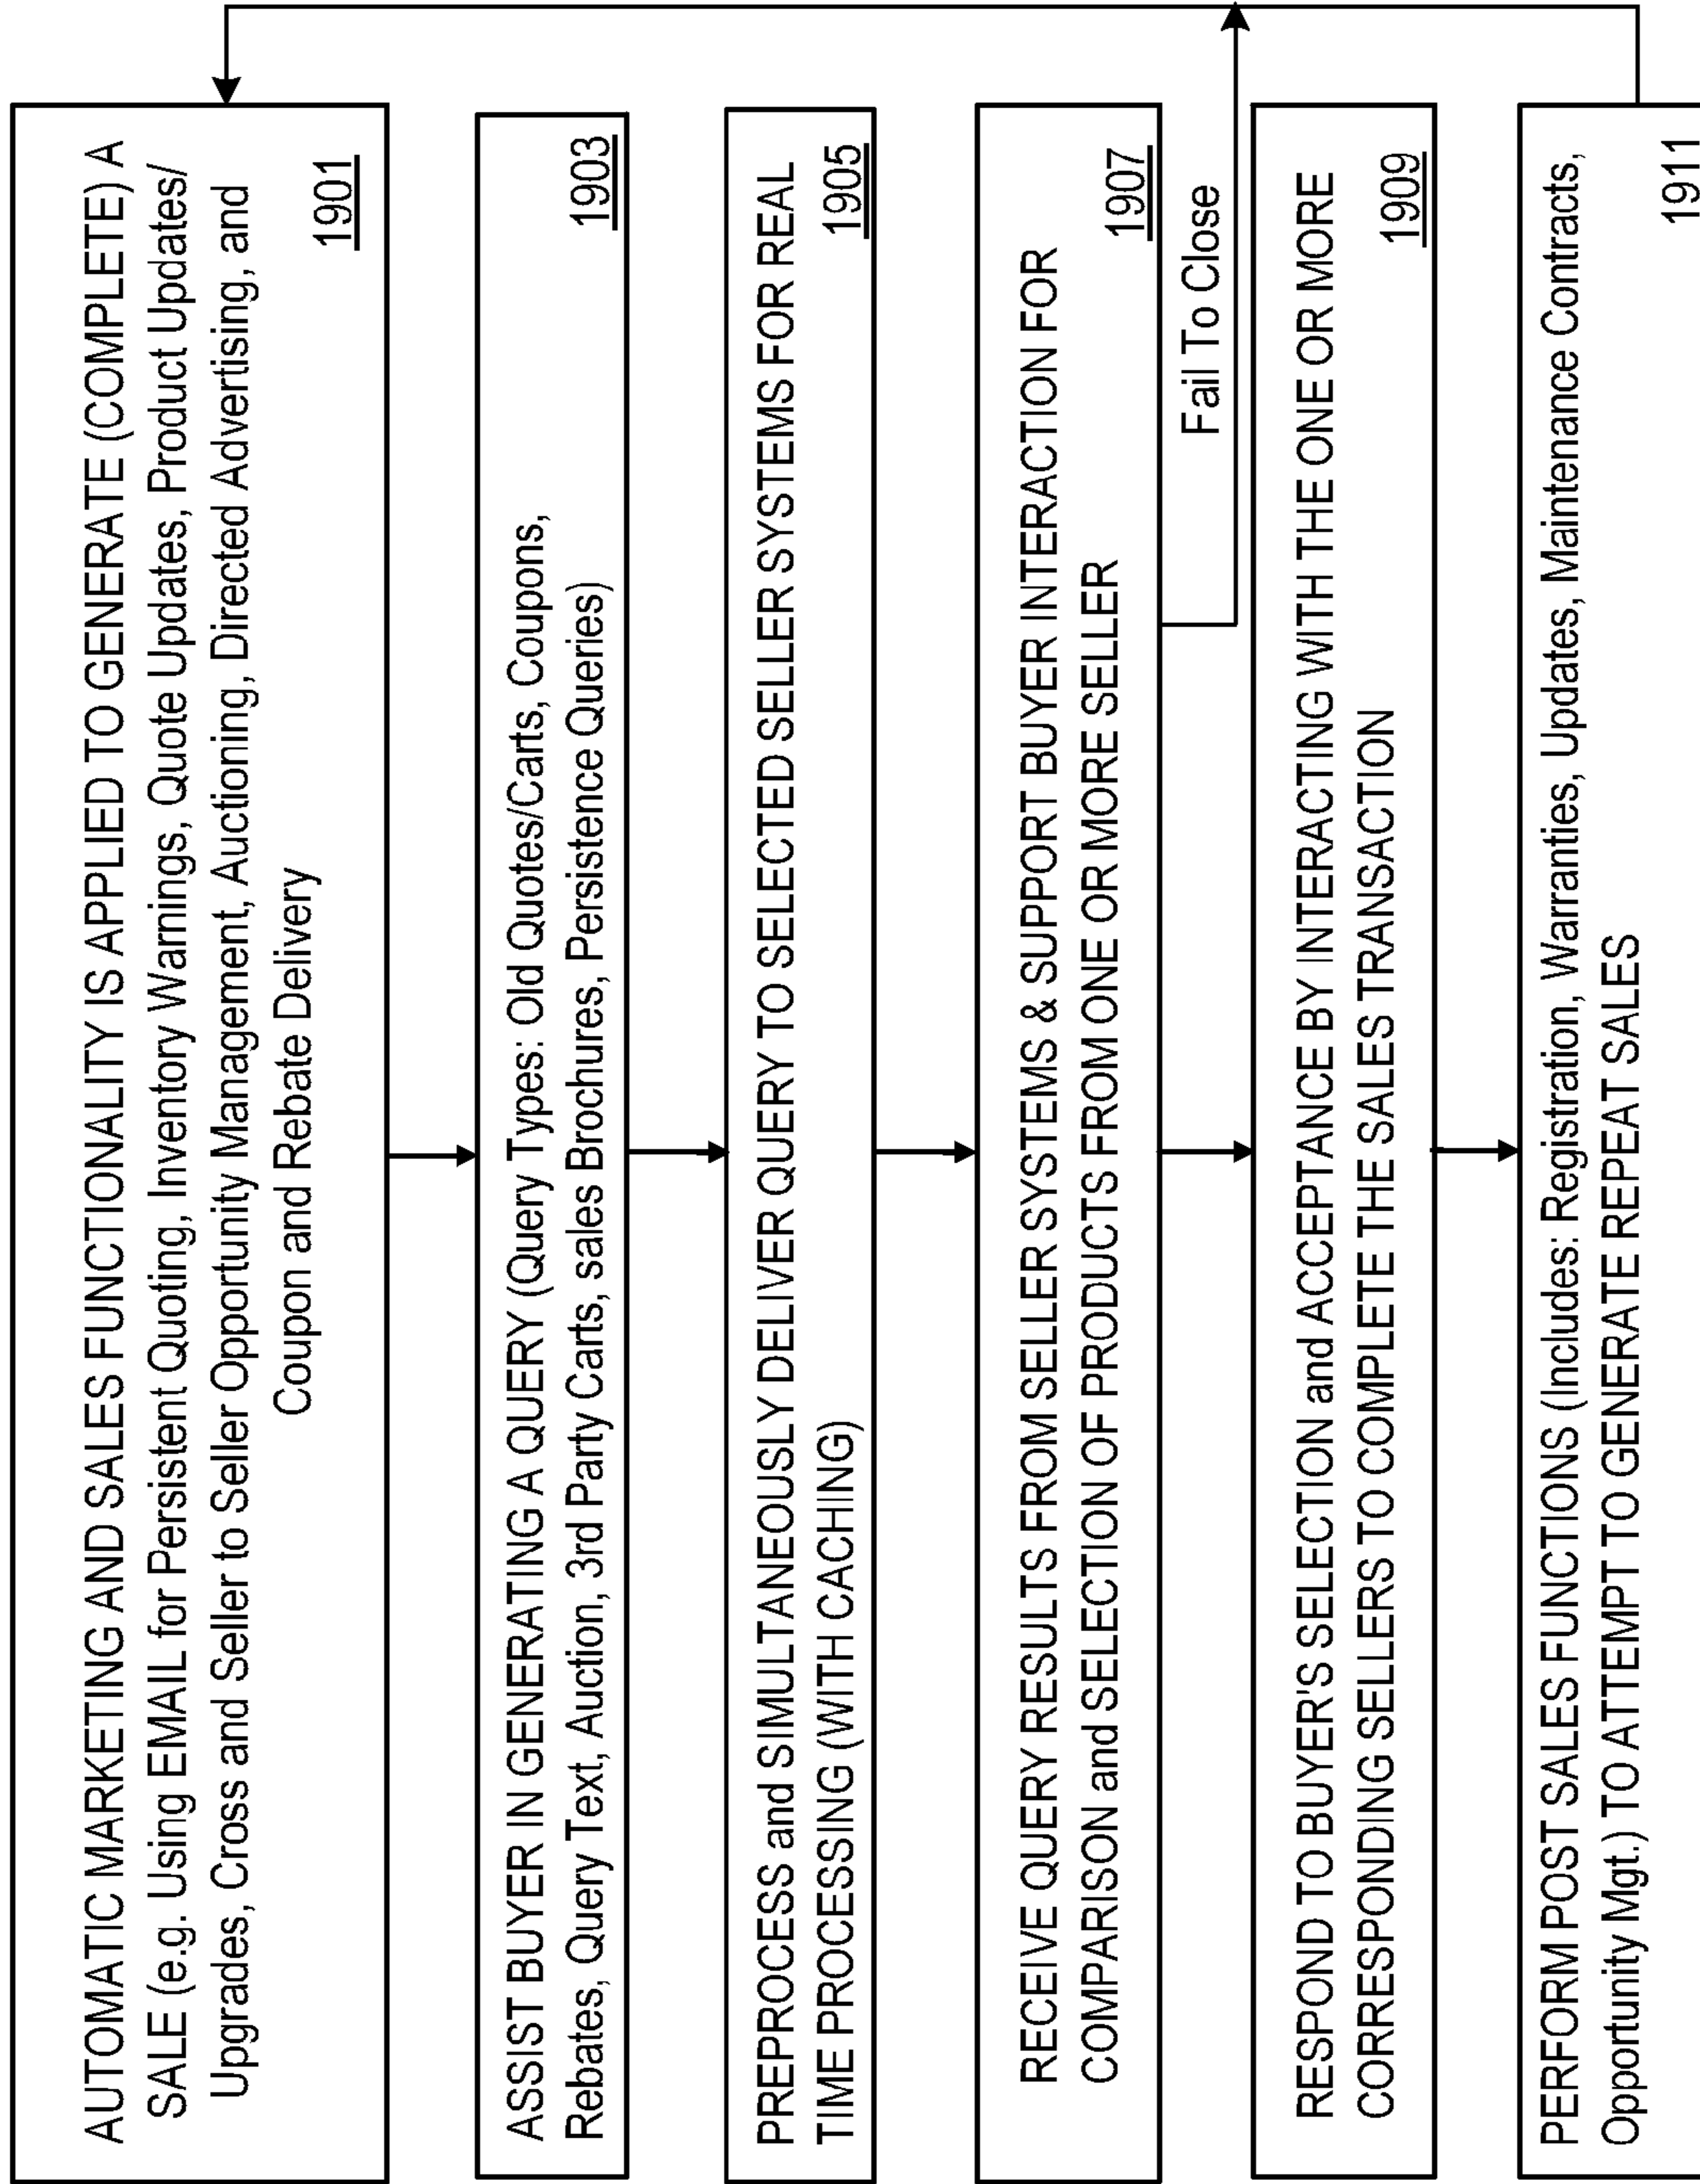 AUTOMATIC MARKETING AND SALES FUNCTIONALITY IS APPLIED TO GENERATE (COMPLETE) A
SALE (e.g. Using EMAIL for Persistent Quoting, Inventory Warnings, Quote Updates, Product Updates/
Upgrades, Cross and Seller to Seller Opportunity Management, Auctioning, Directed Advertising, and
Coupon and Rebate Delivery
1901
ASSIST BUYER IN GENERATING A QUERY (Query Types: Old Quotes/Carts, Coupons,
Rebates, Query Text, Auction, 3rd Party Carts, sales Brochures, Persistence Queries)
1903
PREPROCESS and SIMULTANEOUSLY DELIVER QUERY TO SELECTED SELLER SYSTEMS FOR REAL
TIME PROCESSING (WITH CACHING)
1905
RECEIVE QUERY RESULTS FROM SELLER SYSTEMS & SUPPORT BUYER INTERACTION FOR
COMPARISON and SELECTION OF PRODUCTS FROM ONE OR MORE SELLER
1907
Fail To Close
RESPOND TO BUYER'S SELECTION and ACCEPTANCE BY INTERACTING WITH THE ONE OR MORE
CORRESPONDING SELLERS TO COMPLETE THE SALES TRANSACTION
1909
PERFORM POST SALES FUNCTIONS (Includes: Registration, Warranties, Updates, Maintenance Contracts,
Opportunity Mgt.) TO ATTEMPT TO GENERATE REPEAT SALES
1911